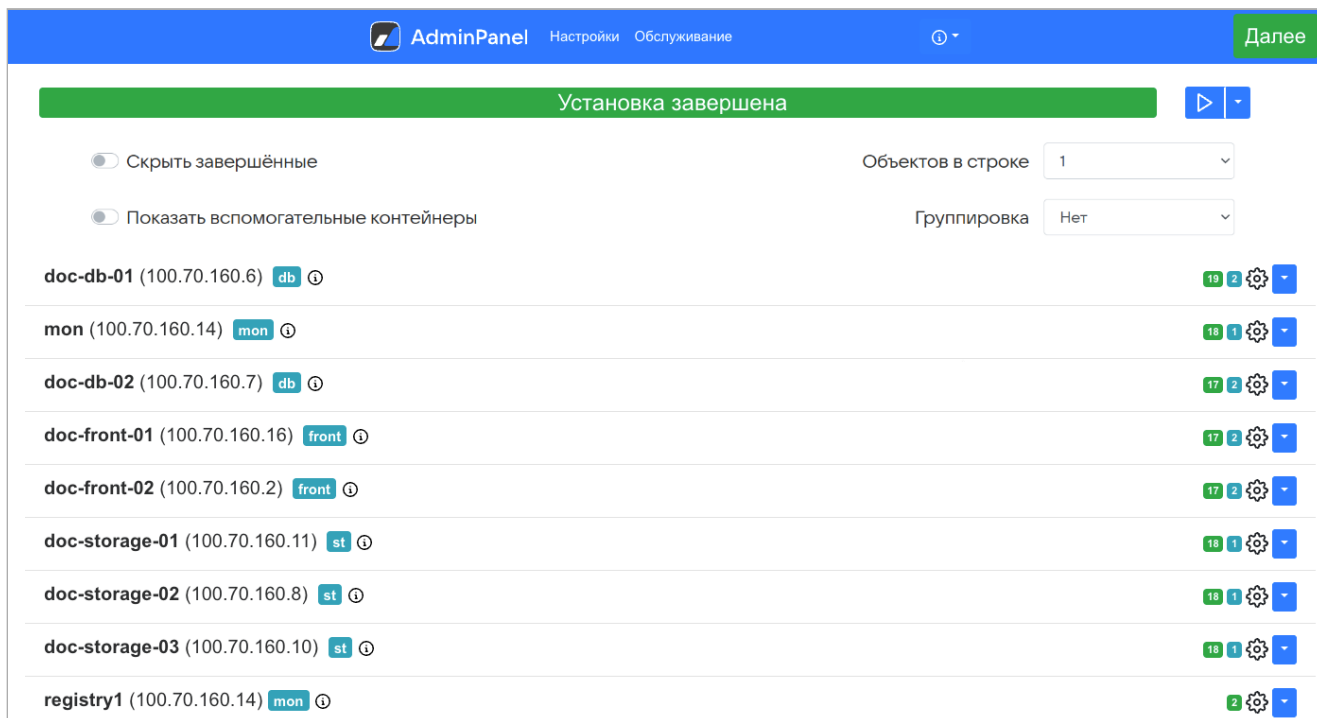 AdminPanel Настройки Обслуживание Далее
Установка завершена
Скрыть завершённые Объектов в строке 1
Показать вспомогательные контейнеры Группировка Нет
doc-db-01 (100.70.160.6) db 19 2
mon (100.70.160.14) mon 18 1
doc-db-02 (100.70.160.7) db 17 2
doc-front-01 (100.70.160.16) front 17 2
doc-front-02 (100.70.160.2) front 17 2
doc-storage-01 (100.70.160.11) st 18 1
doc-storage-02 (100.70.160.8) st 18 1
doc-storage-03 (100.70.160.10) st 18 1
registry1 (100.70.160.14) mon 2